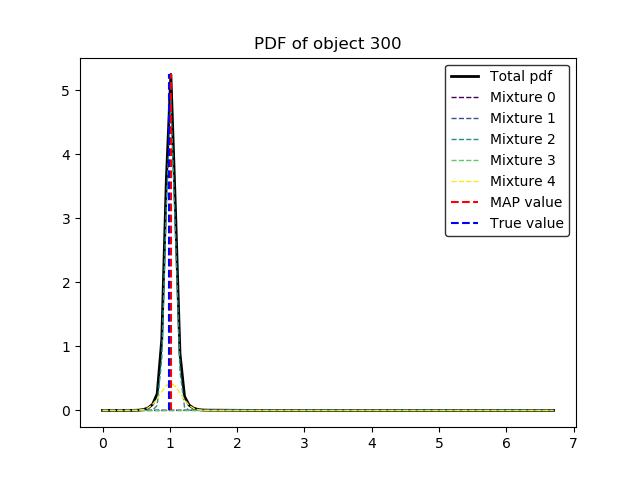 PDF of object 300
Total pdf
Mixture 0
Mixture 1
Mixture 2
Mixture 3
Mixture 4
MAP value
True value
5
4
3
2
1
0
0 1 2 3 4 5 6 7